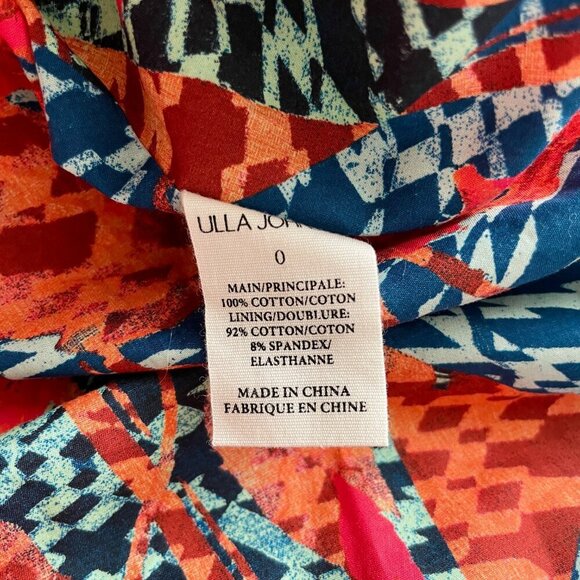 ULLA
0
MAIN/PRINCIPALE:
100% COTTON/COTON
LINING/DOUBLURE:
92% COTTON/COTON
8% SPANDEX/
ELASTHANNE
MADE IN CHINA
FABRIQUE EN CHINE